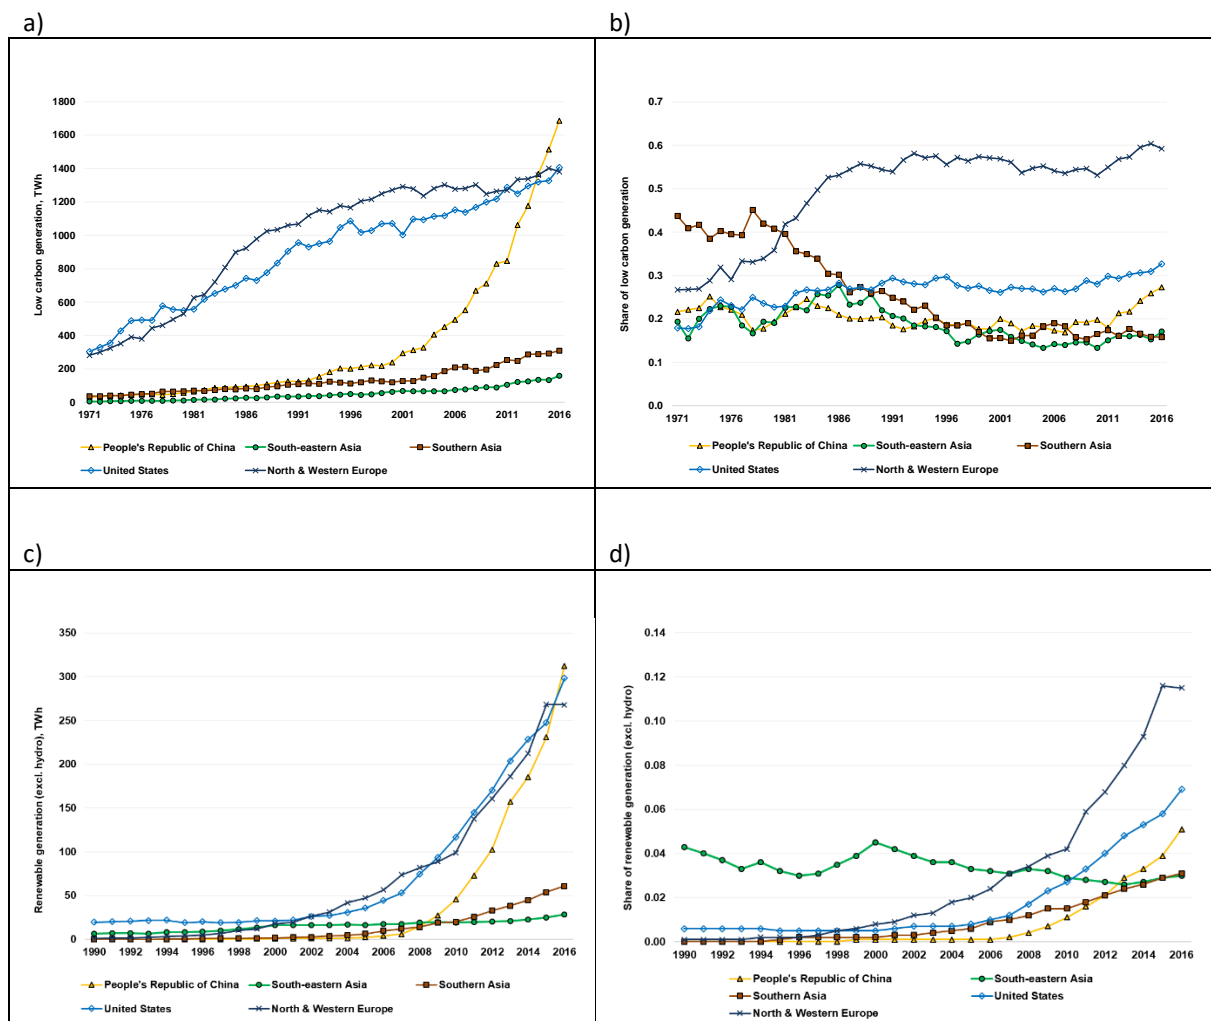 a)
b)
Low carbon generation, TWh
1800
1600
1400
1200
1000
800
600
400
200
0
1971 1976 1981 1986 1991 1996 2001 2006 2011 2016
People's Republic of China South-eastern Asia Southern Asia
United States North & Western Europe
Share of low carbon generation
0.7
0.6
0.5
0.4
0.3
0.2
0.1
0.0
1971 1976 1981 1986 1991 1996 2001 2006 2011 2016
People's Republic of China South-eastern Asia Southern Asia
United States North & Western Europe
c)
d)
Renewable generation (excl. hydro), TWh
350
300
250
200
150
100
50
0
1990 1992 1994 1996 1998 2000 2002 2004 2006 2008 2010 2012 2014 2016
People's Republic of China South-eastern Asia Southern Asia
United States North & Western Europe
Share of renewable generation (excl. hydro)
0.14
0.12
0.10
0.08
0.06
0.04
0.02
0.00
1990 1992 1994 1996 1998 2000 2002 2004 2006 2008 2010 2012 2014 2016
People's Republic of China South-eastern Asia
Southern Asia United States
North & Western Europe